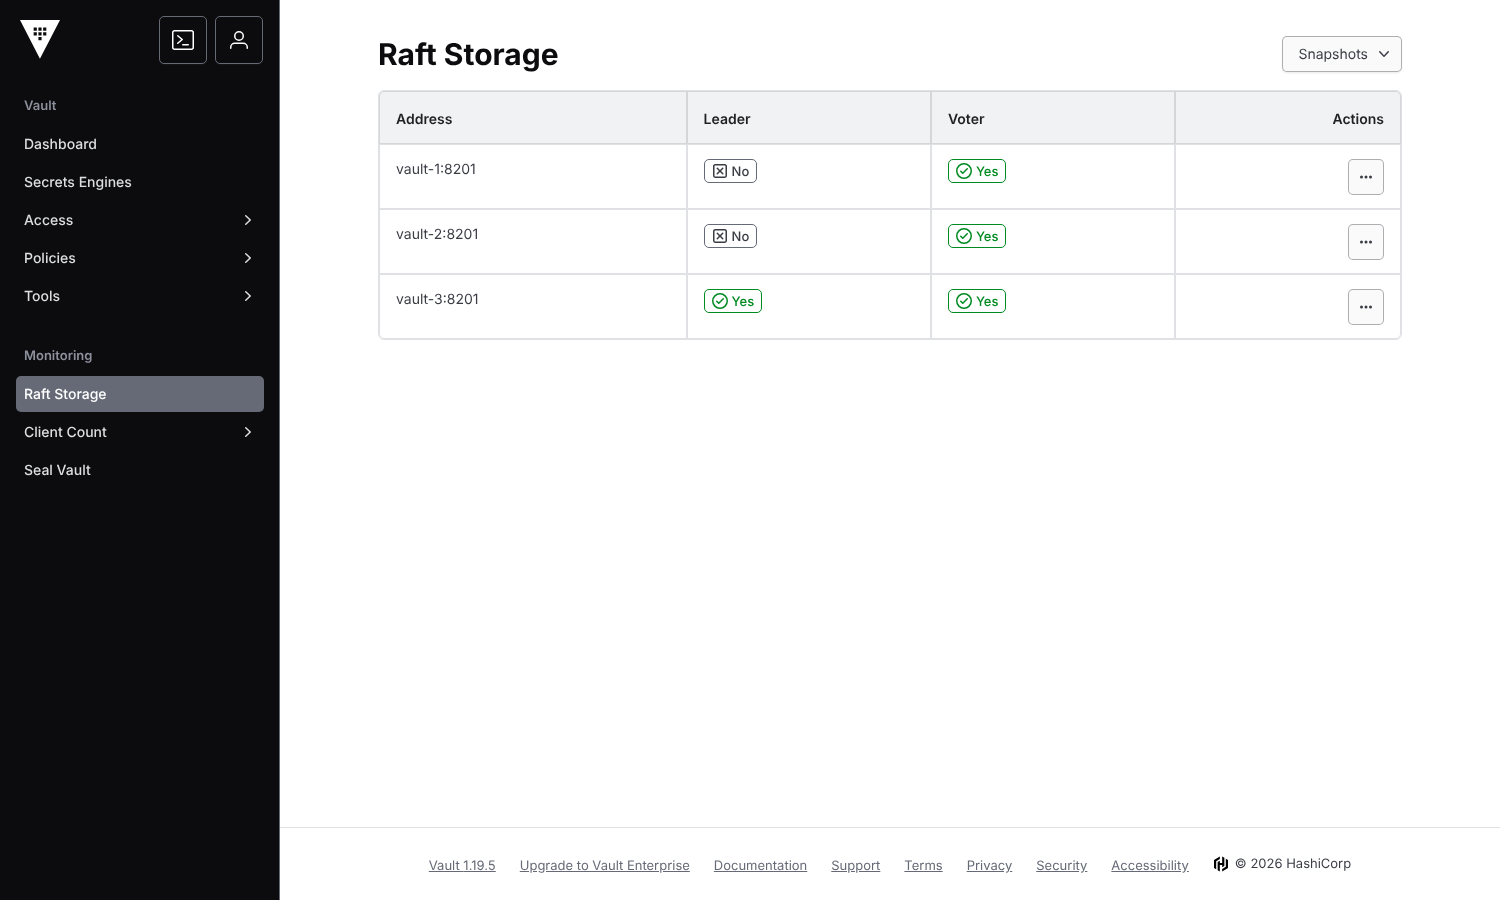 Vault
Dashboard
Secrets Engines
Access
Policies
Tools
Monitoring
Raft Storage
Client Count
Seal Vault
Raft Storage
Snapshots
Address Leader Voter Actions
vault-1:8201 No Yes
vault-2:8201 No Yes
vault-3:8201 Yes Yes
Vault 1.19.5 Upgrade to Vault Enterprise Documentation Support Terms Privacy Security Accessibility © 2026 HashiCorp